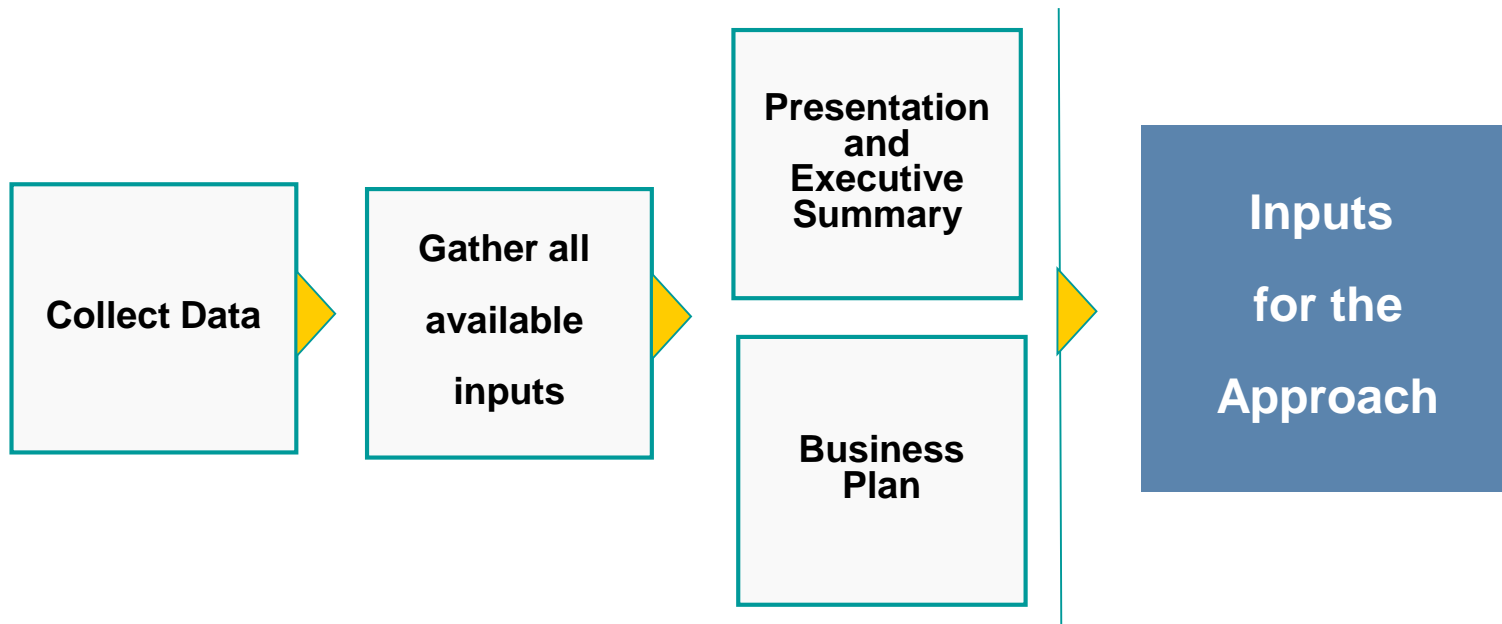 Collect Data
Gather all
available
inputs
Presentation
and
Executive
Summary
Business
Plan
Inputs
for the
Approach